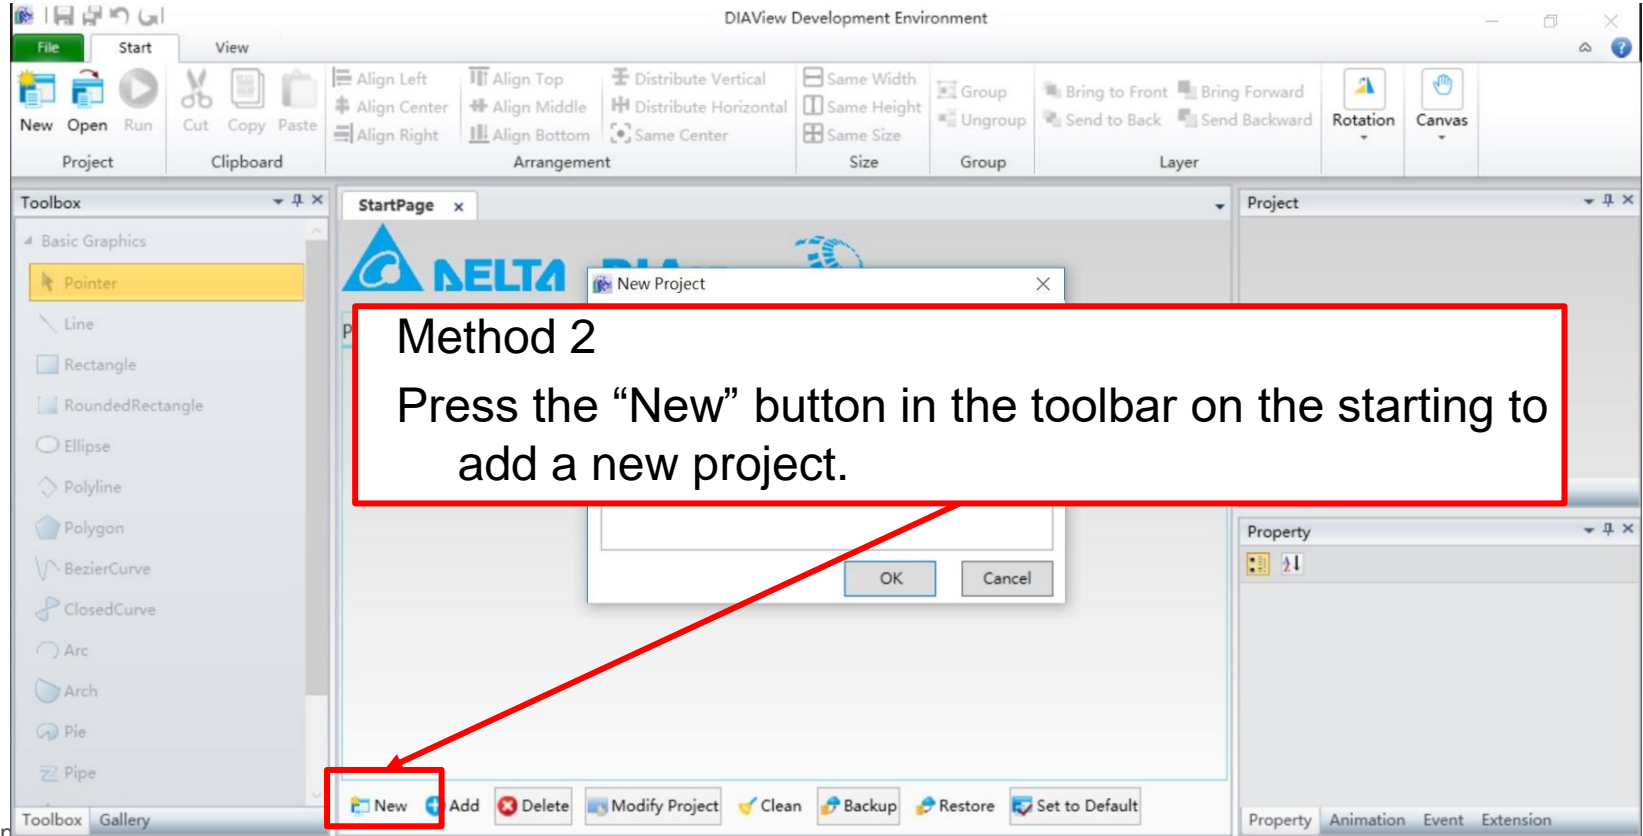 DIAView Development Environment
File Start View
New Open Run
Cut Copy Paste
Align Left Align Top Distribute Vertical
Align Center Align Middle Distribute Horizontal
Align Right Align Bottom Same Center
Same Width
Same Height
Same Size
Group
Ungroup
Bring to Front Bring Forward
Send to Back Send Backward
Rotation Canvas
Project Clipboard Arrangement Size Group Layer
Toolbox
Basic Graphics
Pointer
Line
Rectangle
RoundedRectangle
Ellipse
Polyline
Polygon
BezierCurve
ClosedCurve
Arc
Arch
Pie
Pipe
Toolbox Gallery
StartPage
DELTA
New Project
Method 2
Press the “New” button in the toolbar on the starting to
add a new project.
OK Cancel
New Add Delete Modify Project Clean Backup Restore Set to Default
Project
Property
Property Animation Event Extension